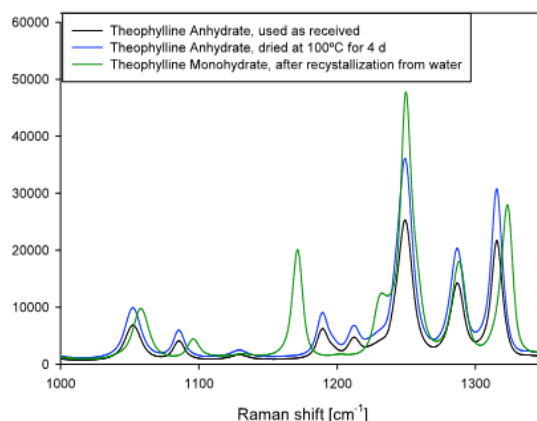 60000
Theophylline Anhydrate, used as received
Theophylline Anhydrate, dried at 100ºC for 4 d
Theophylline Monohydrate, after recystallization from water
50000
40000
30000
20000
10000
0
1000
1100
1200
1300
Raman shift [cm-1]